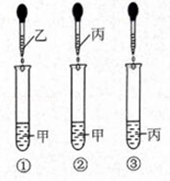 乙 丙
甲 甲 丙
① ② ③